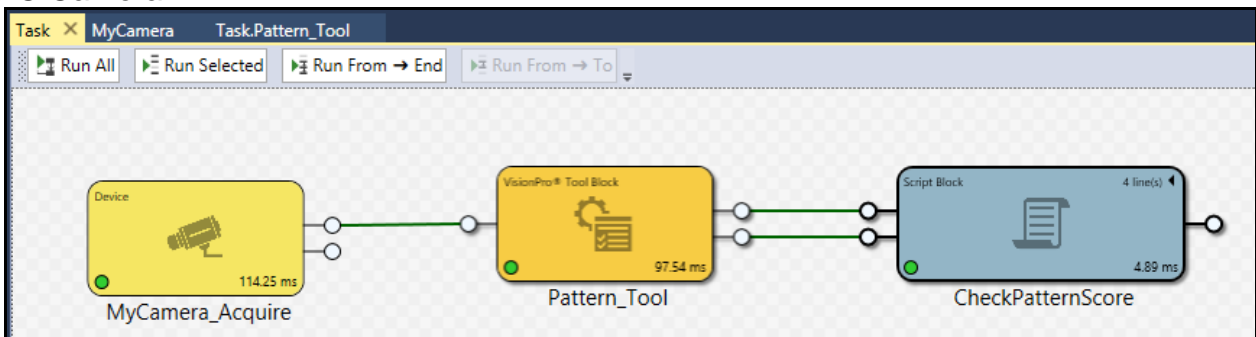 Task × MyCamera Task.Pattern_Tool
Run All Run Selected Run From → End Run From → To
Device
114.25 ms
MyCamera_Acquire
VisionPro® Tool Block
97.54 ms
Pattern_Tool
Script Block 4 line(s)
4.89 ms
CheckPatternScore